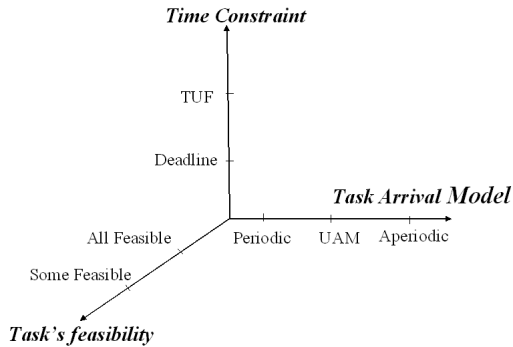 Time Constraint
TUF
Deadline
Task Arrival Model
Periodic UAM Aperiodic
All Feasible
Some Feasible
Task's feasibility